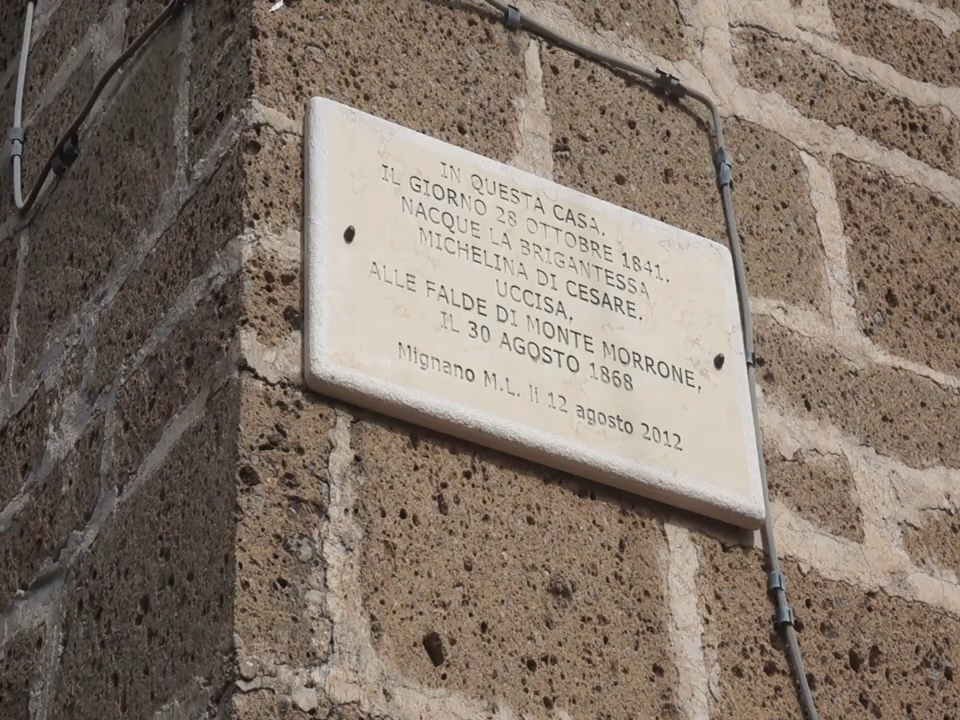 IN QUESTA CASA,
IL GIORNO 28 OTTOBRE 1841,
NACQUE LA BRIGANTESSA
MICHELINA DI CESARE,
UCCISA,
ALLE FALDE DI MONTE MORRONE,
IL 30 AGOSTO 1868
Mignano M.L. lì 12 agosto 2012